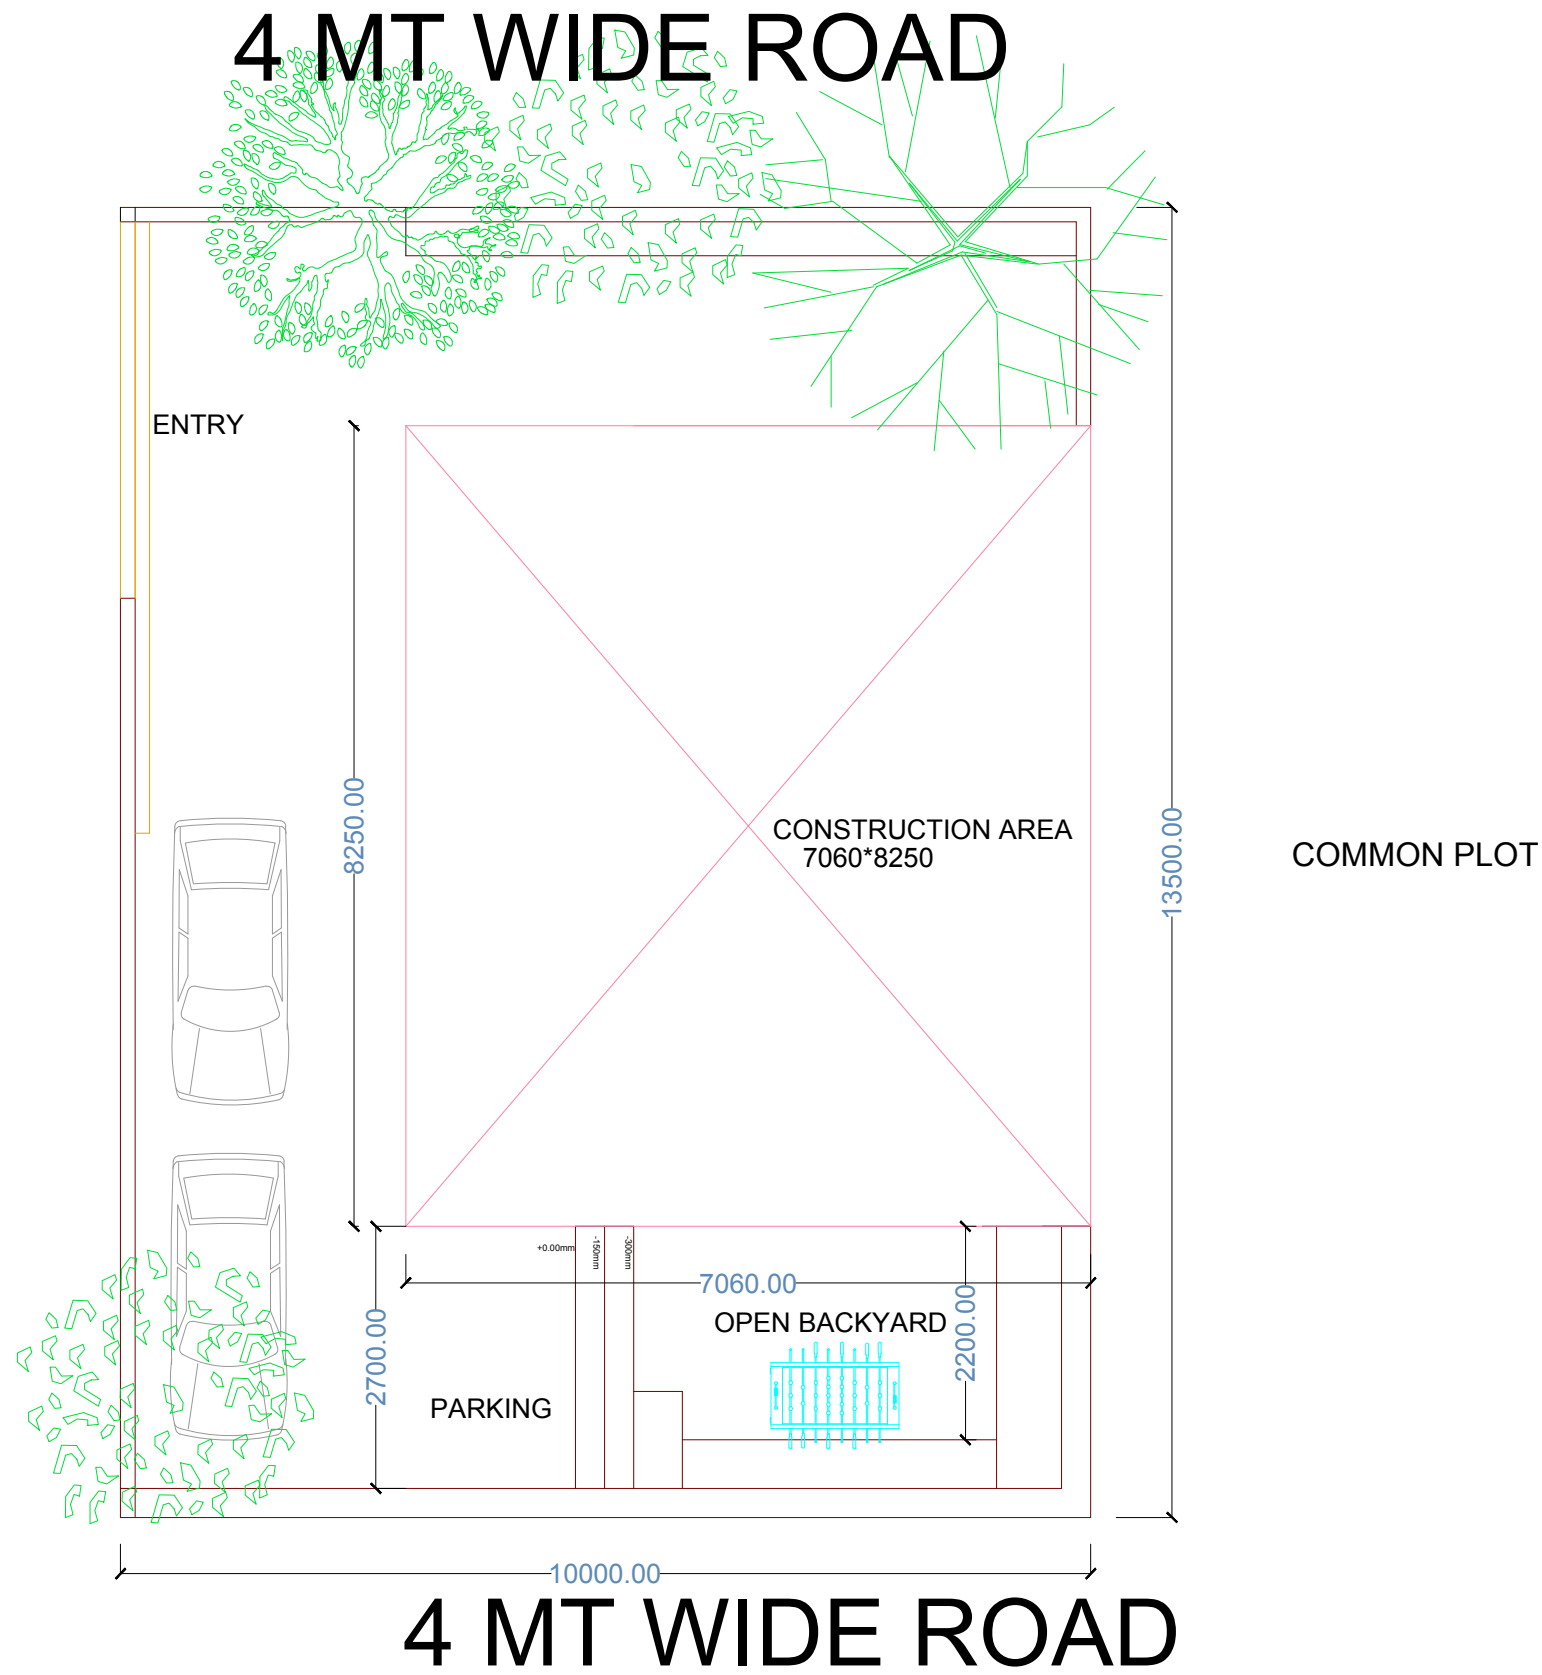 4 MT WIDE ROAD
ENTRY
8250.00
CONSTRUCTION AREA
7060*8250
13500.00
COMMON PLOT
+0.00mm
-150mm
-300mm
7060.00
2700.00
OPEN BACKYARD
2200.00
PARKING
10000.00
4 MT WIDE ROAD